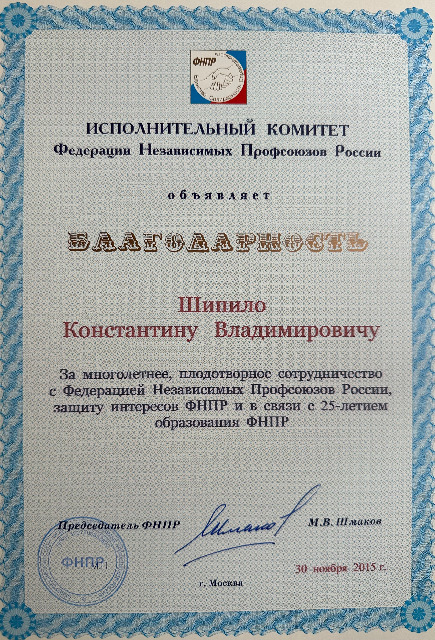 ФНПР
ИСПОЛНИТЕЛЬНЫЙ КОМИТЕТ
Федерации Независимых Профсоюзов России
объявляет
БЛАГОДАРНОСТЬ
Шипило
Константину Владимировичу
За многолетнее, плодотворное сотрудничество
с Федерацией Независимых Профсоюзов России,
защиту интересов ФНПР и в связи с 25-летием
образования ФНПР
Председатель ФНПР
М.В. Шмаков
ФНПР
30 ноября 2015 г.
г. Москва